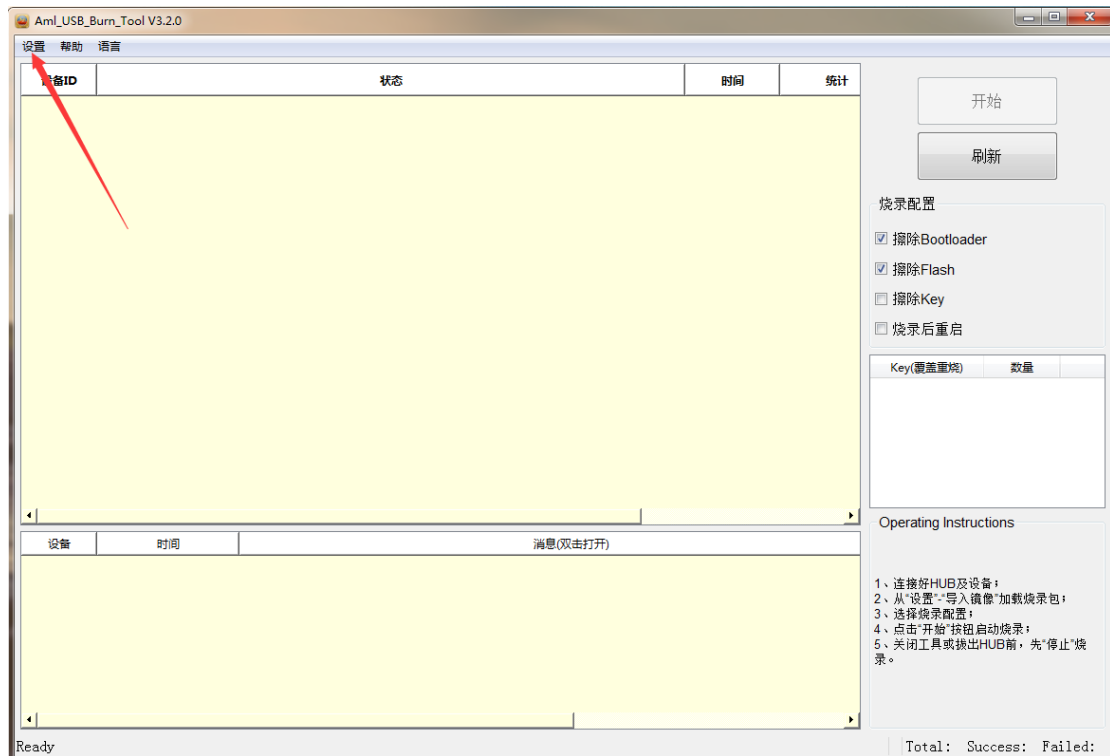 Aml_USB_Burn_Tool V3.2.0
设置 帮助 语言
设备ID 状态 时间 统计
开始
刷新
烧录配置
擦除Bootloader
擦除Flash
擦除Key
烧录后重启
Key(覆盖重烧) 数量
设备 时间 消息(双击打开)
Operating Instructions
1、连接好HUB及设备;
2、从“设置”-“导入镜像”加载烧录包;
3、选择烧录配置;
4、点击“开始”按钮启动烧录;
5、关闭工具或拔出HUB前,先“停止”烧
录。
Ready
Total: Success: Failed: